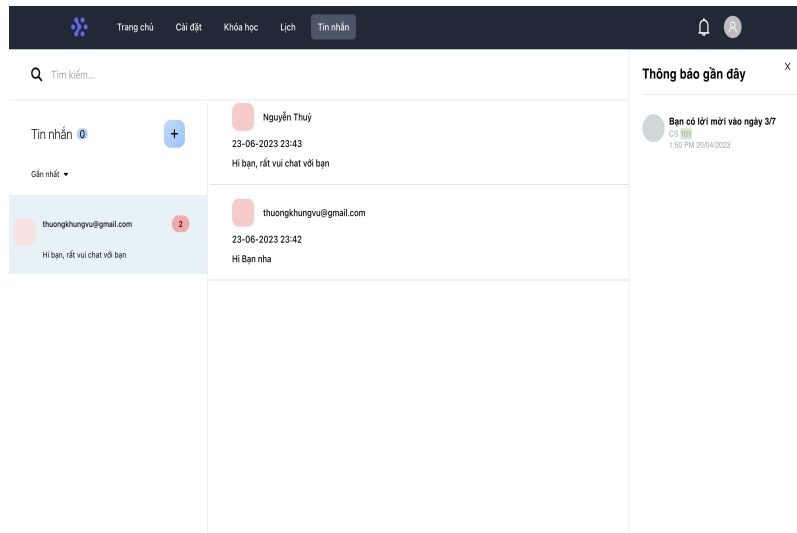 Trang chủ
Cài đặt
Khóa học
Lịch
Tin nhắn
Tìm kiếm...
Tin nhắn 0
+
Gần nhất
thuongkhungvu@gmail.com
2
Hi bạn, rất vui chat với bạn
Nguyễn Thuỷ
23-06-2023 23:43
Hi bạn, rất vui chat với bạn
thuongkhungvu@gmail.com
23-06-2023 23:42
Hi Bạn nha
Thông báo gần đây
X
Bạn có lời mời vào ngày 3/7
CS 101
1:50 PM 20/04/2023